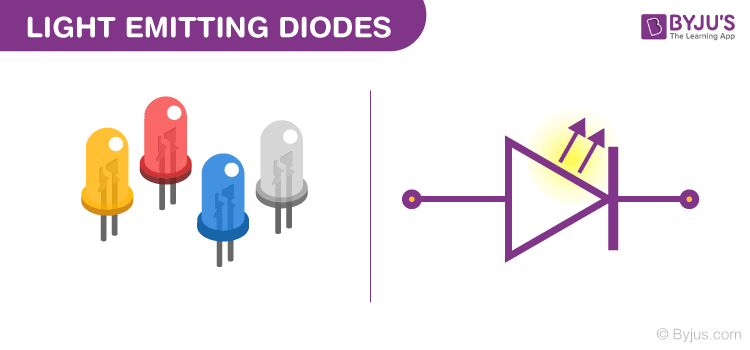 LIGHT EMITTING DIODES
BYJU'S
The Learning App
© Byjus.com